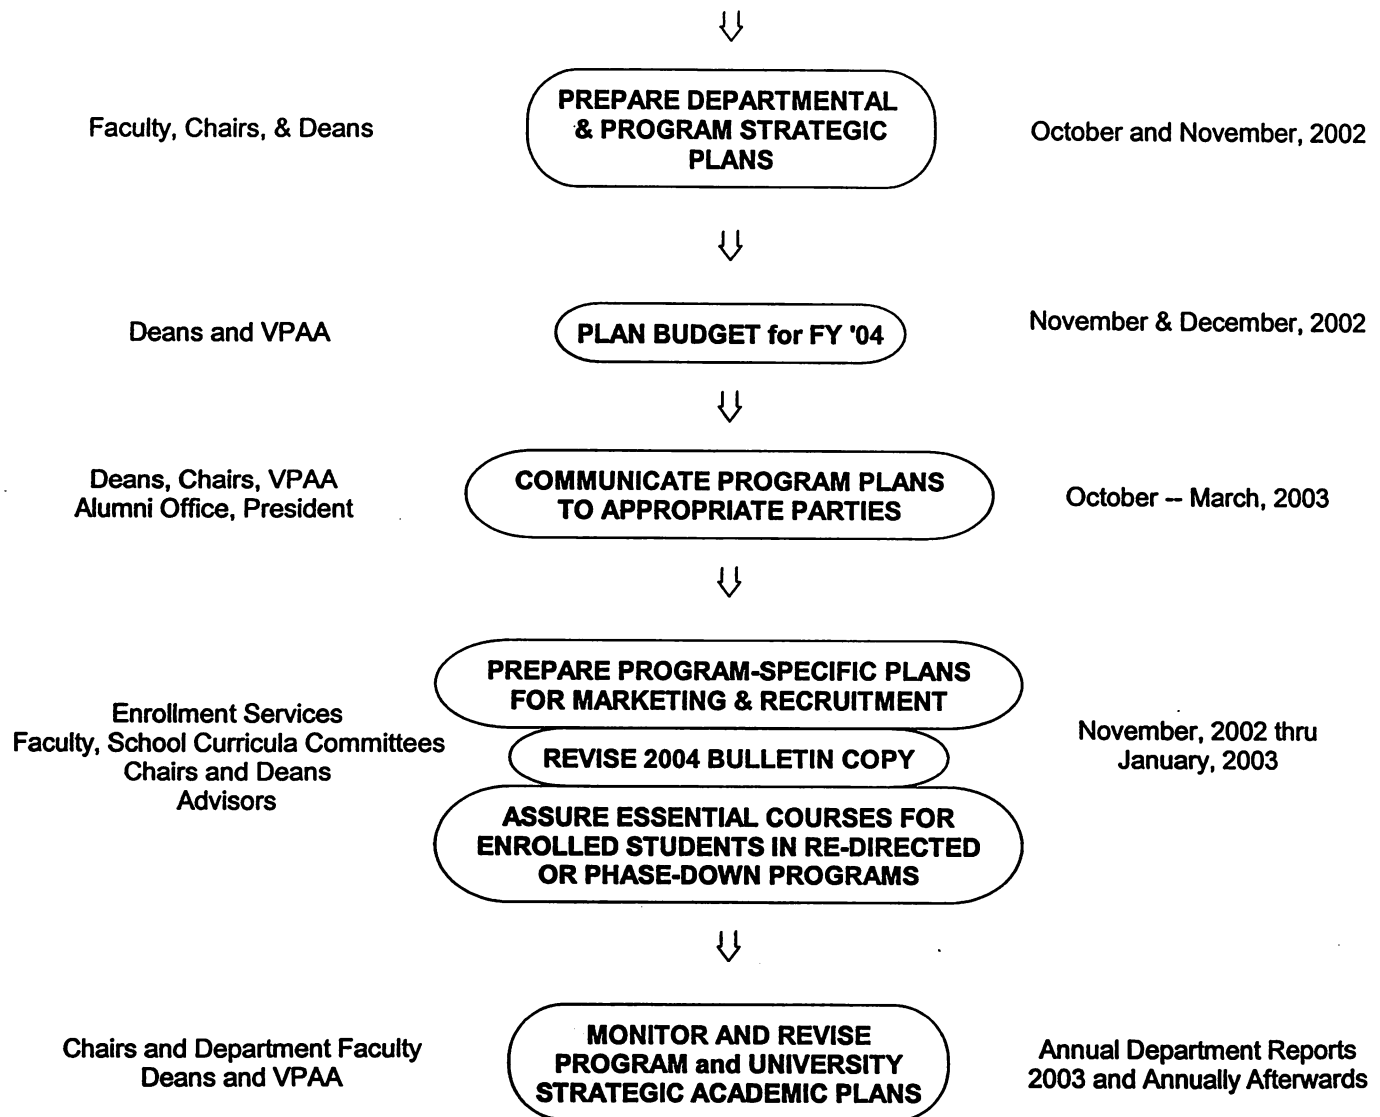 Faculty, Chairs, & Deans
PREPARE DEPARTMENTAL
& PROGRAM STRATEGIC
PLANS
October and November, 2002
Deans and VPAA
PLAN BUDGET for FY '04
November & December, 2002
Deans, Chairs, VPAA
Alumni Office, President
COMMUNICATE PROGRAM PLANS
TO APPROPRIATE PARTIES
October -- March, 2003
Enrollment Services
Faculty, School Curricula Committees
Chairs and Deans
Advisors
PREPARE PROGRAM-SPECIFIC PLANS
FOR MARKETING & RECRUITMENT
REVISE 2004 BULLETIN COPY
ASSURE ESSENTIAL COURSES FOR
ENROLLED STUDENTS IN RE-DIRECTED
OR PHASE-DOWN PROGRAMS
November, 2002 thru
January, 2003
Chairs and Department Faculty
Deans and VPAA
MONITOR AND REVISE
PROGRAM and UNIVERSITY
STRATEGIC ACADEMIC PLANS
Annual Department Reports
2003 and Annually Afterwards